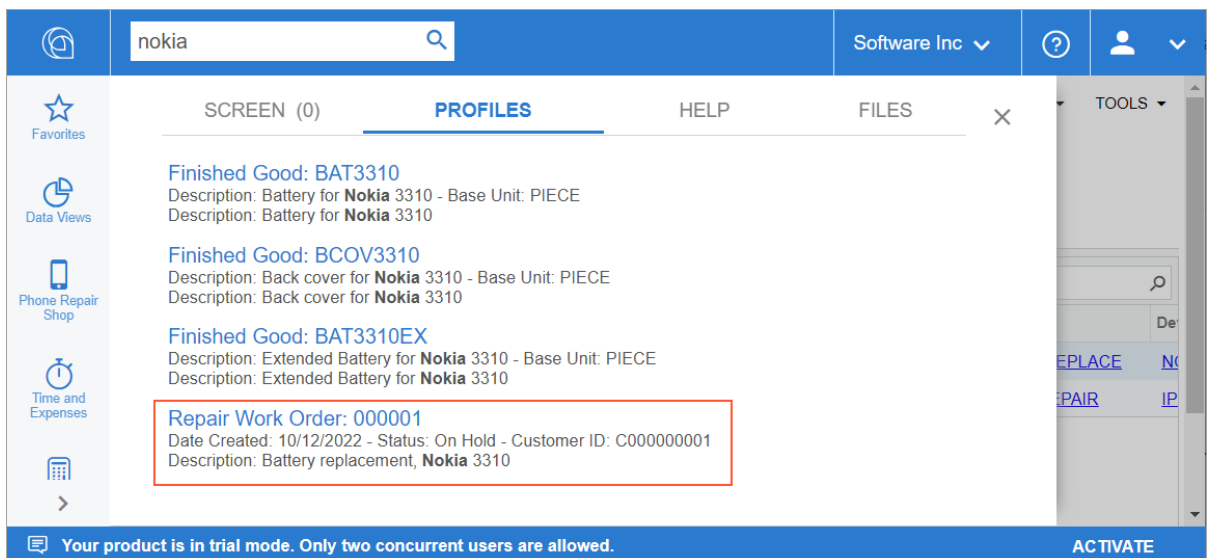 nokia
Software Inc
Favorites
Data Views
Phone Repair
Shop
Time and
Expenses
SCREEN (0)
PROFILES
HELP
FILES
TOOLS
Finished Good: BAT3310
Description: Battery for Nokia 3310 - Base Unit: PIECE
Description: Battery for Nokia 3310
Finished Good: BCOV3310
Description: Back cover for Nokia 3310 - Base Unit: PIECE
Description: Back cover for Nokia 3310
Finished Good: BAT3310EX
Description: Extended Battery for Nokia 3310 - Base Unit: PIECE
Description: Extended Battery for Nokia 3310
Repair Work Order: 000001
Date Created: 10/12/2022 - Status: On Hold - Customer ID: C000000001
Description: Battery replacement, Nokia 3310
Your product is in trial mode. Only two concurrent users are allowed.
ACTIVATE